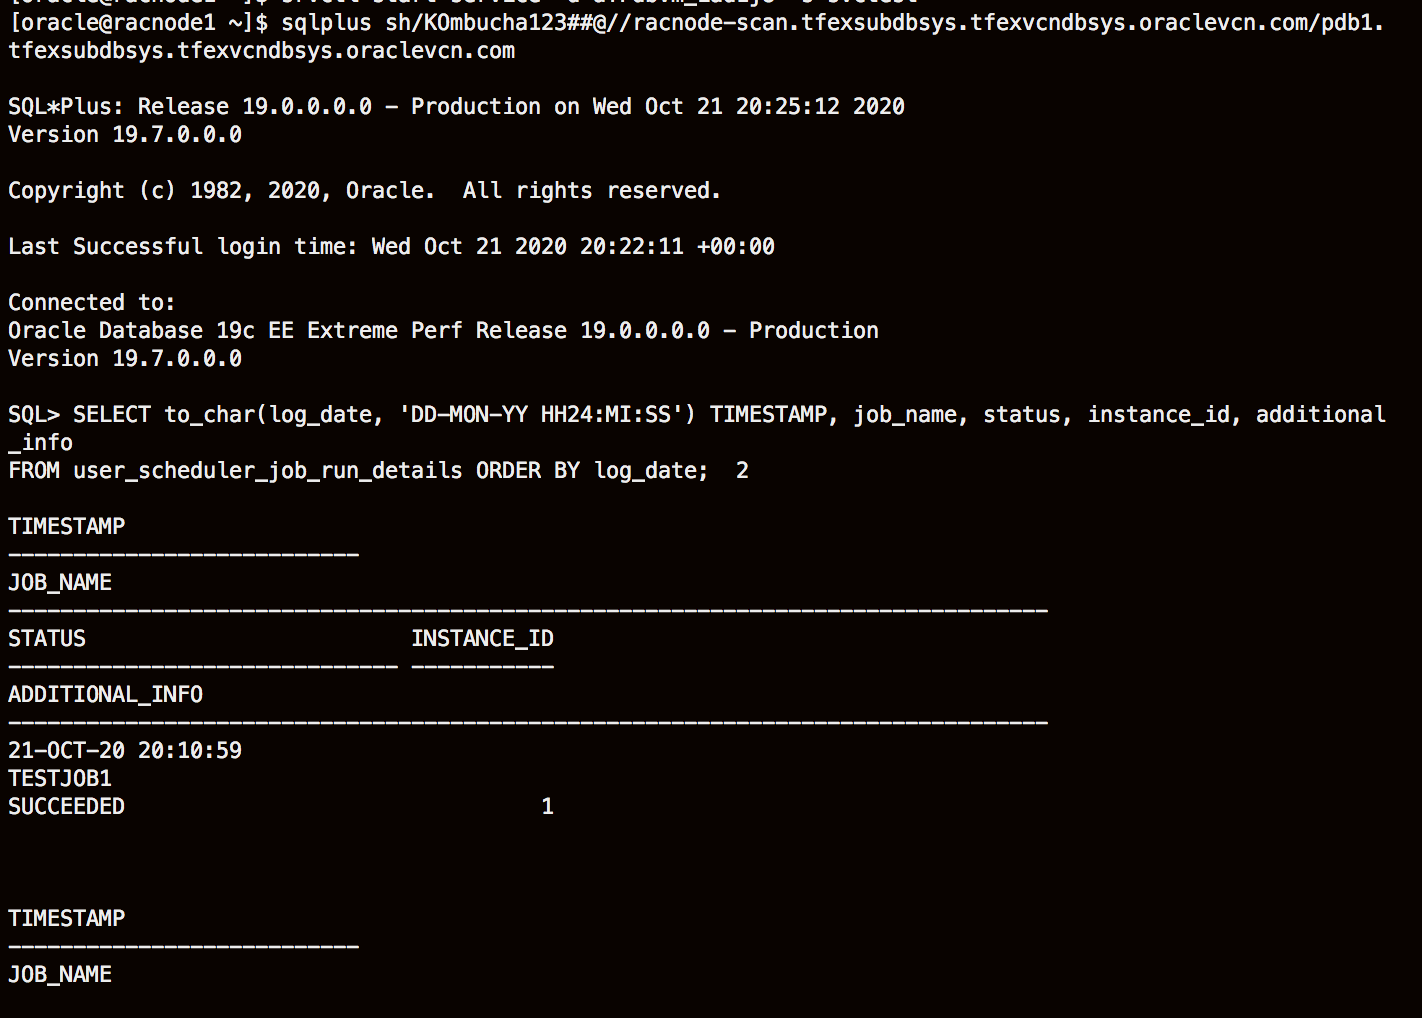 [oracle@racnode1 ~]$ sqlplus sh/KOmbucha123##@//racnode-scan.tfexsubdbsys.tfexvcndbsys.oraclevcn.com/pdb1.
tfexsubdbsys.tfexvcndbsys.oraclevcn.com
SQL*Plus: Release 19.0.0.0.0 - Production on Wed Oct 21 20:25:12 2020
Version 19.7.0.0.0
Copyright (c) 1982, 2020, Oracle.  All rights reserved.
Last Successful login time: Wed Oct 21 2020 20:22:11 +00:00
Connected to:
Oracle Database 19c EE Extreme Perf Release 19.0.0.0.0 - Production
Version 19.7.0.0.0
SQL> SELECT to_char(log_date, 'DD-MON-YY HH24:MI:SS') TIMESTAMP, job_name, status, instance_id, additional
_info
FROM user_scheduler_job_run_details ORDER BY log_date;  2
TIMESTAMP
---------------------------
JOB_NAME
--------------------------------------------------------------------------------
STATUS                         INSTANCE_ID
------------------------------ -----------
ADDITIONAL_INFO
--------------------------------------------------------------------------------
21-OCT-20 20:10:59
TESTJOB1
SUCCEEDED                                1
TIMESTAMP
---------------------------
JOB_NAME